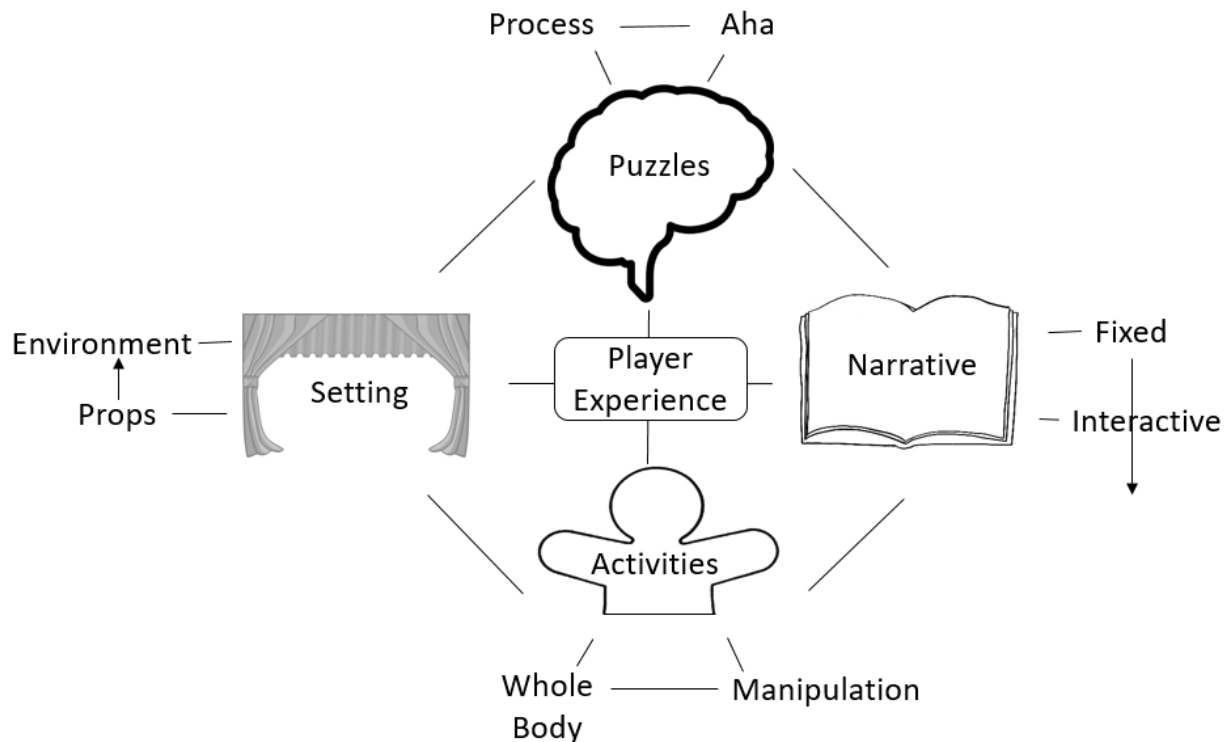 Process
Aha
Puzzles
Environment
Props
Setting
Player
Experience
Narrative
Fixed
Interactive
Activities
Whole
Body
Manipulation